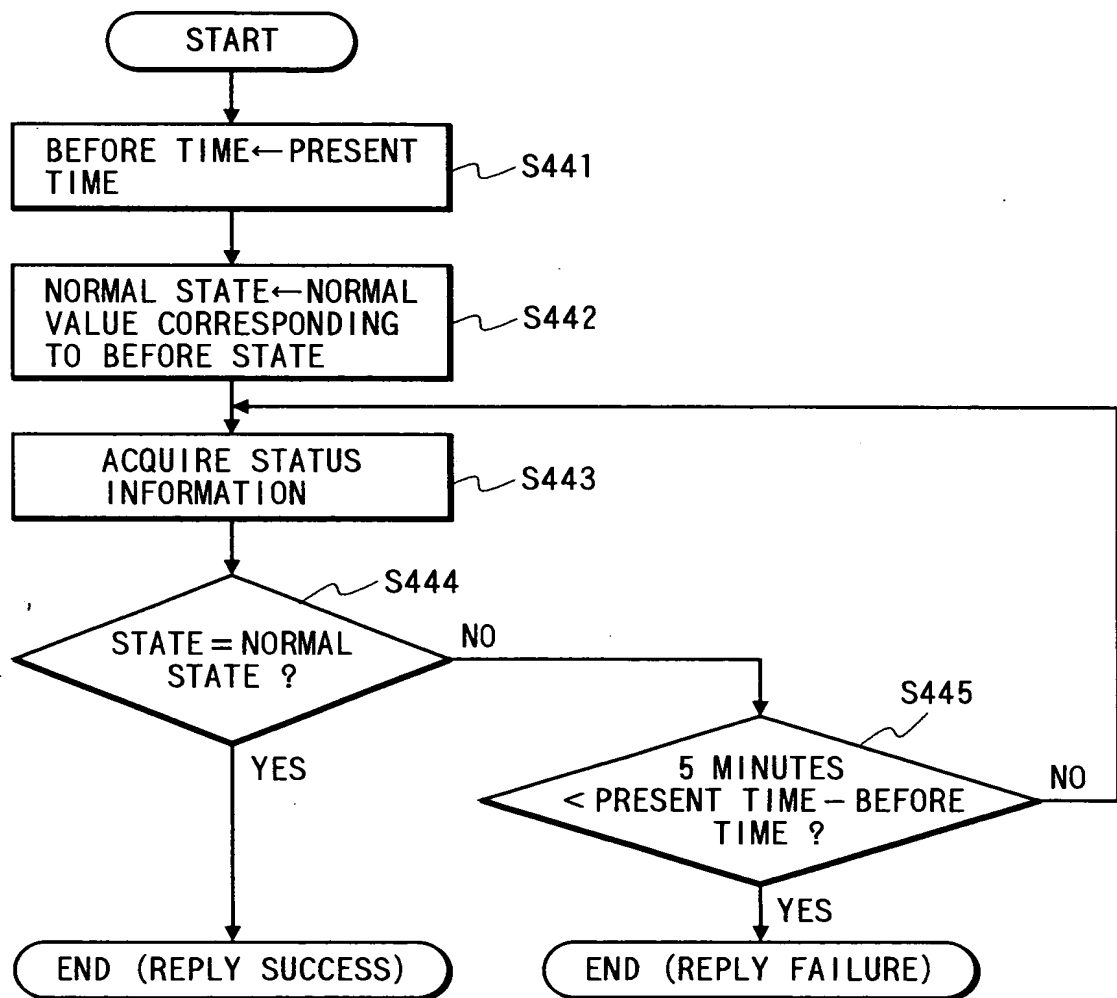 START
BEFORE TIME←PRESENT
TIME
S441
NORMAL STATE←NORMAL
VALUE CORRESPONDING
TO BEFORE STATE
S442
ACQUIRE STATUS
INFORMATION
S443
S444
STATE=NORMAL
STATE ?
NO
YES
S445
5 MINUTES
< PRESENT TIME-BEFORE
TIME ?
NO
YES
END (REPLY SUCCESS)
END (REPLY FAILURE)